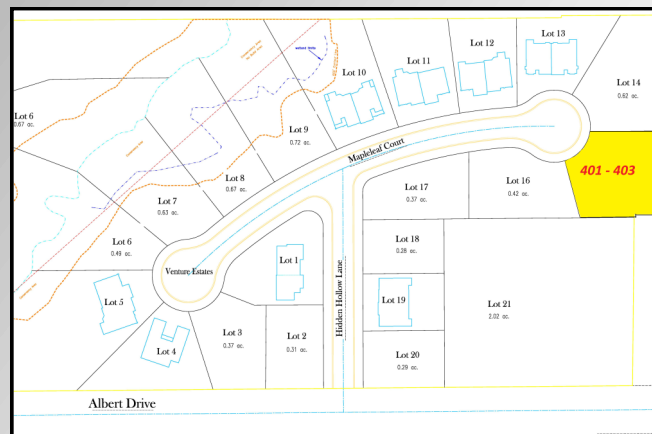 Lot 13
Lot 12
Lot 11
Lot 10
Lot 14
0.62 ac.
Lot 6
0.67 ac.
Lot 9
0.72 ac.
Mapleleaf Court
401 - 403
Lot 8
0.67 ac.
Lot 17
0.37 ac.
Lot 16
0.42 ac.
Lot 7
0.63 ac.
Lot 6
0.49 ac.
Lot 18
0.28 ac.
Venture Estates
Lot 1
Hidden Hollow Lane
Lot 5
Lot 19
Lot 21
2.02 ac.
Lot 4
Lot 3
0.37 ac.
Lot 2
0.31 ac.
Lot 20
0.29 ac.
Albert Drive